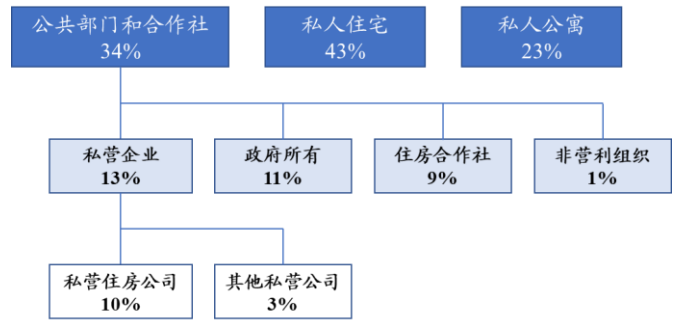 公共部门和合作社
34%
私人住宅
43%
私人公寓
23%
私营企业
13%
政府所有
11%
住房合作社
9%
非营利组织
1%
私营住房公司
10%
其他私营公司
3%